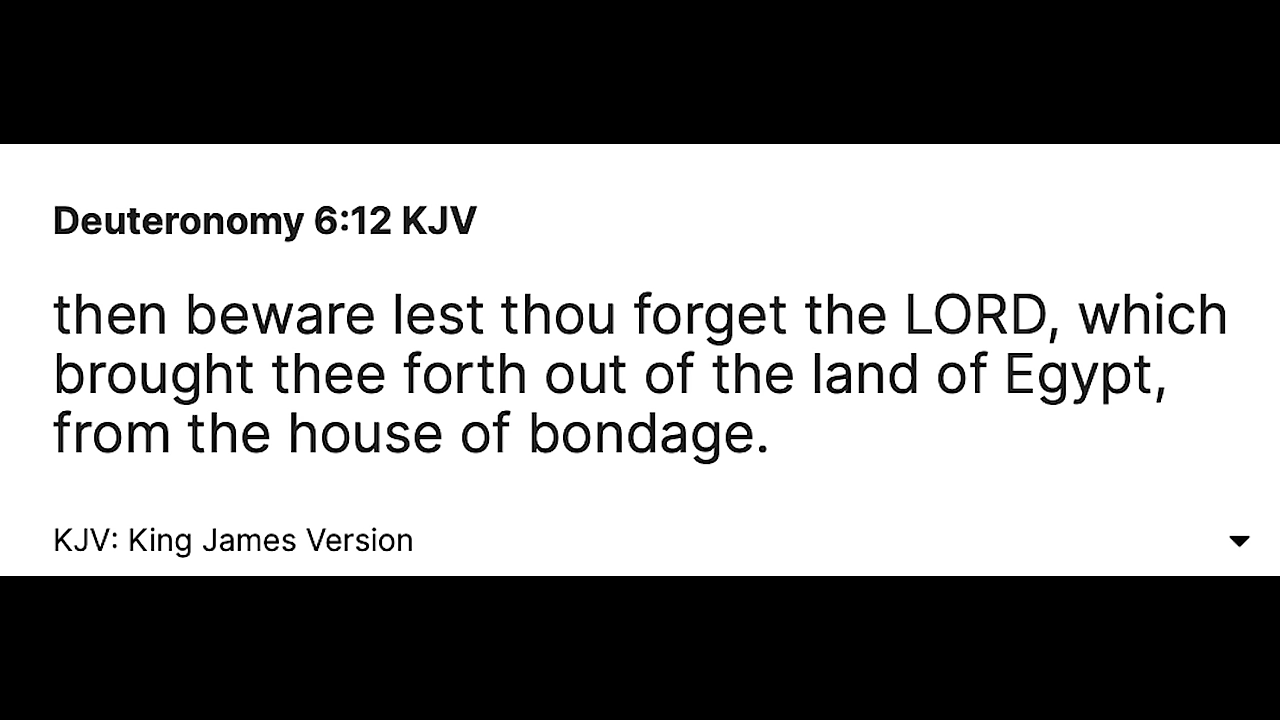 Deuteronomy 6:12 KJV
then beware lest thou forget the LORD, which
brought thee forth out of the land of Egypt,
from the house of bondage.
KJV: King James Version